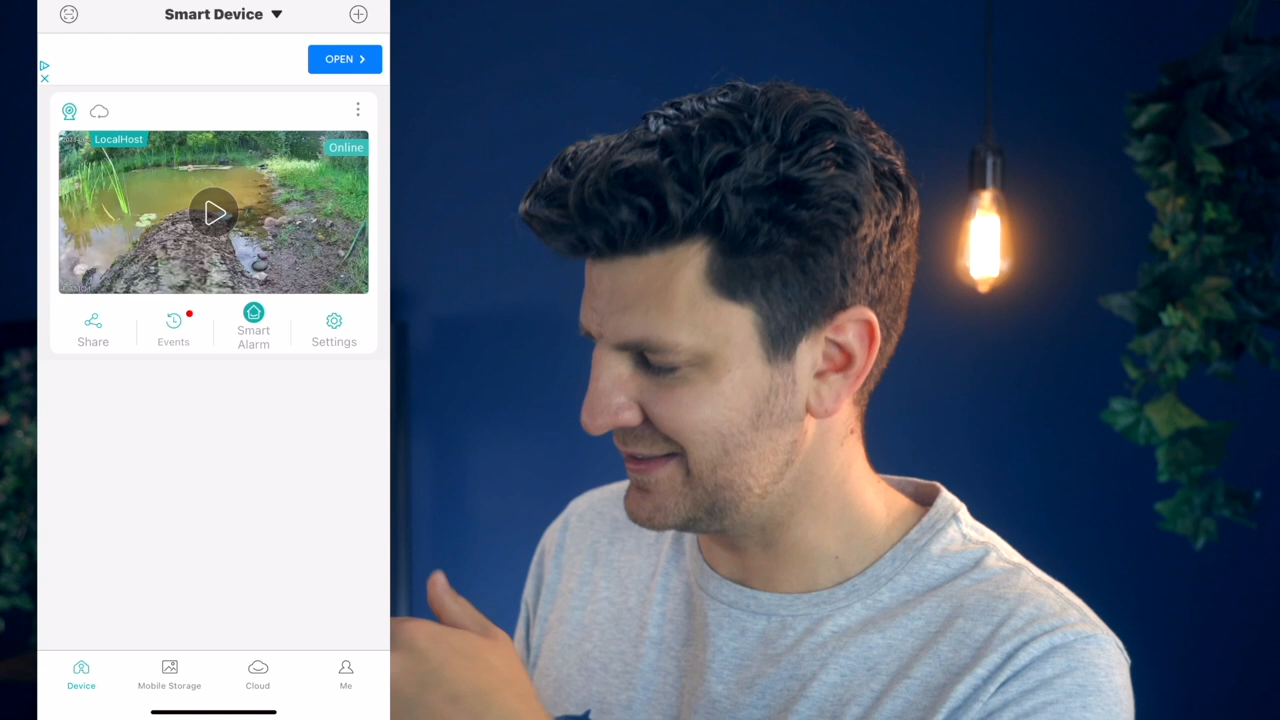 Smart Device
OPEN
LocalHost
Online
Share
Events
Smart
Alarm
Settings
Device
Mobile Storage
Cloud
Me